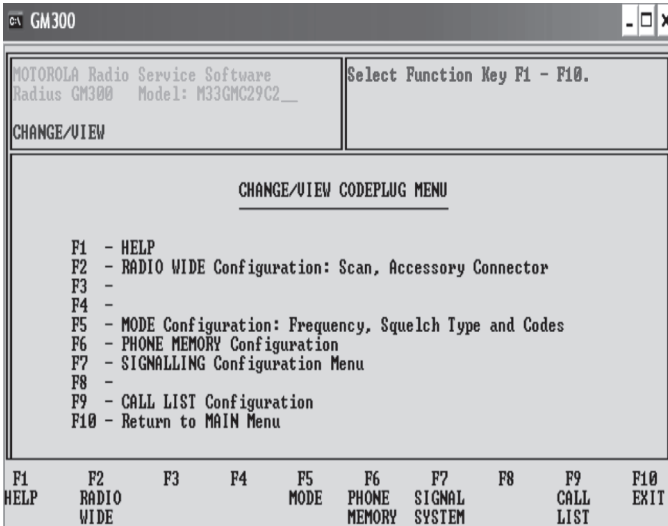 GM300
MOTOROLA Radio Service Software
Radius GM300 Model: M33GMC29C2__
CHANGE/VIEW
Select Function Key F1 - F10.
CHANGE/VIEW CODEPLUG MENU
F1 - HELP
F2 - RADIO WIDE Configuration: Scan, Accessory Connector
F3 -
F4 -
F5 - MODE Configuration: Frequency, Squelch Type and Codes
F6 - PHONE MEMORY Configuration
F7 - SIGNALLING Configuration Menu
F8 -
F9 - CALL LIST Configuration
F10 - Return to MAIN Menu
F1 F2 F3 F4 F5 F6 F7 F8 F9 F10
HELP RADIO MODE PHONE SIGNAL CALL EXIT
WIDE MEMORY SYSTEM LIST